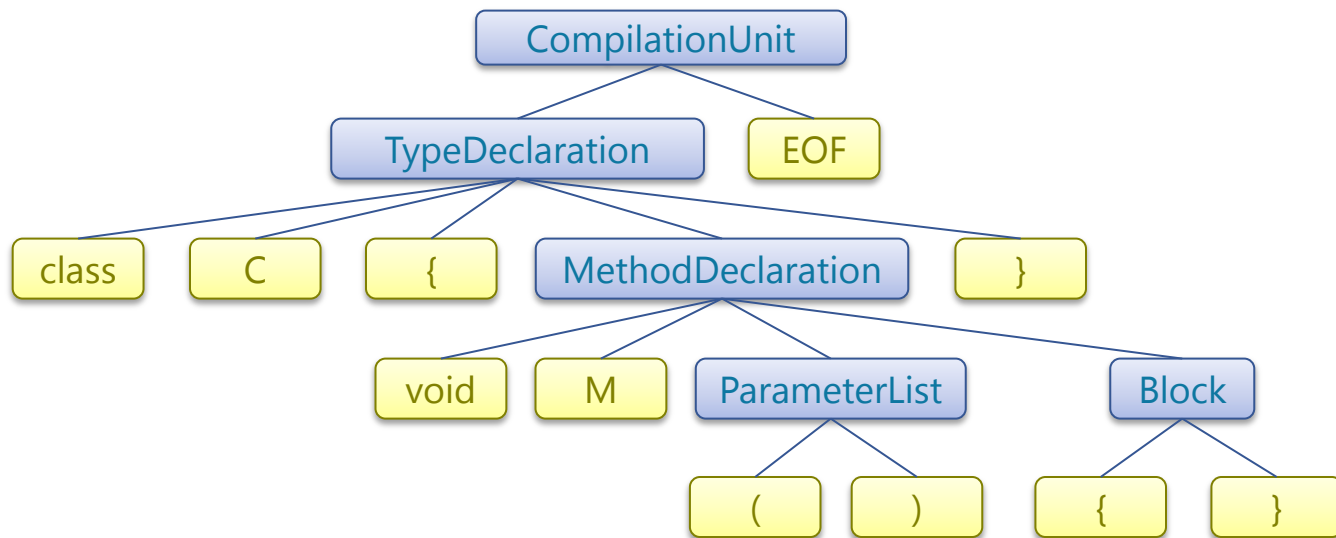 CompilationUnit
TypeDeclaration EOF
class C { MethodDeclaration }
void M ParameterList Block
( ) { }